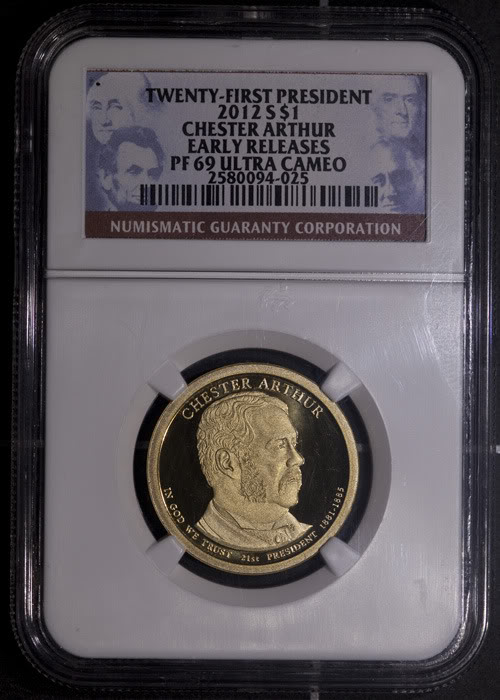 TWENTY-FIRST PRESIDENT
2012 S $1
CHESTER ARTHUR
EARLY RELEASES
PF 69 ULTRA CAMEO
2580094-025
NUMISMATIC GUARANTY CORPORATION
CHESTER ARTHUR
IN GOD WE TRUST 21st PRESIDENT 1881-1885